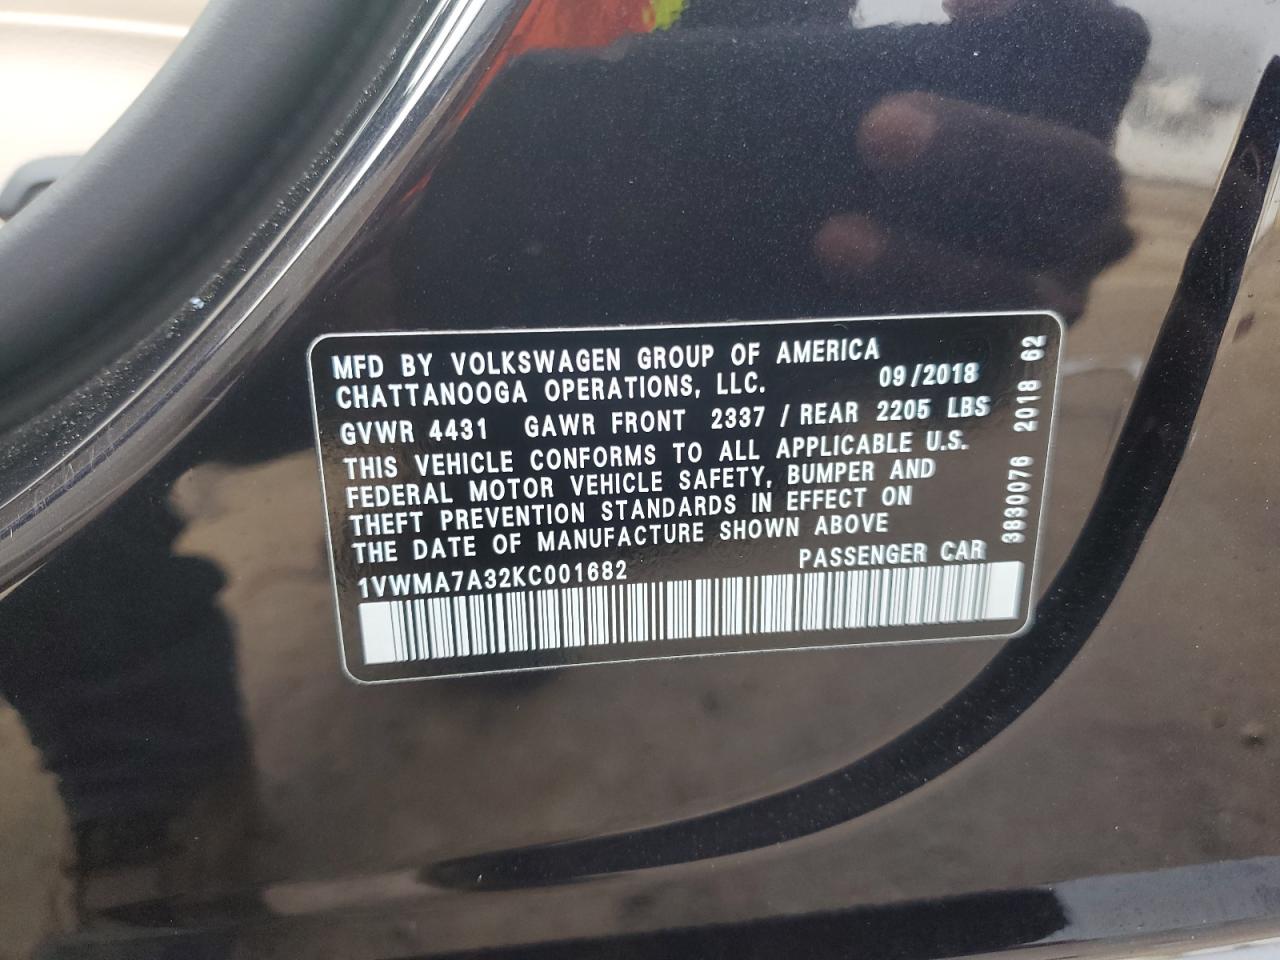 MFD BY VOLKSWAGEN GROUP OF AMERICA
CHATTANOOGA OPERATIONS, LLC. 09/2018
GVWR 4431 GAWR FRONT 2337 / REAR 2205 LBS
THIS VEHICLE CONFORMS TO ALL APPLICABLE U.S.
FEDERAL MOTOR VEHICLE SAFETY, BUMPER AND
THEFT PREVENTION STANDARDS IN EFFECT ON
THE DATE OF MANUFACTURE SHOWN ABOVE
1VWMA7A32KC001682 PASSENGER CAR
3830076 2018 62